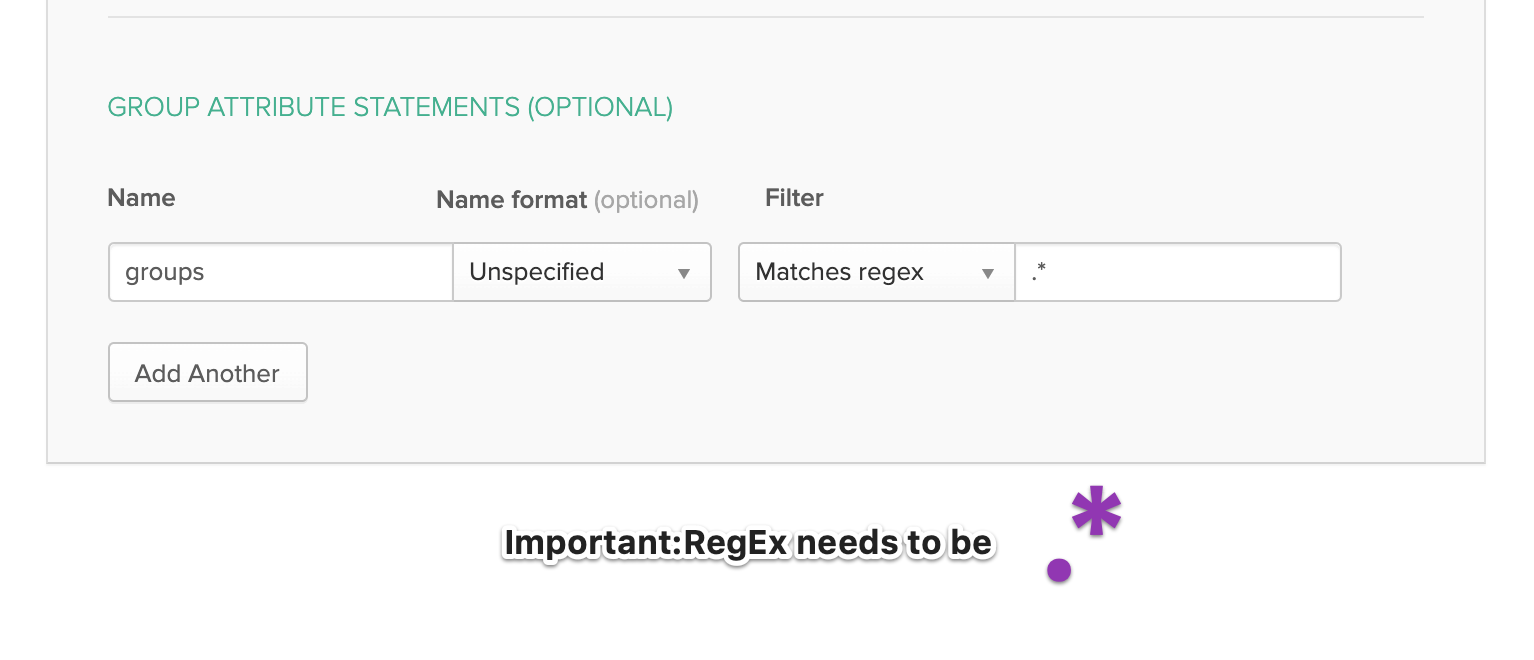 GROUP ATTRIBUTE STATEMENTS (OPTIONAL)
Name Name format (optional) Filter
groups Unspecified Matches regex .*
Add Another
Important:RegEx needs to be .*